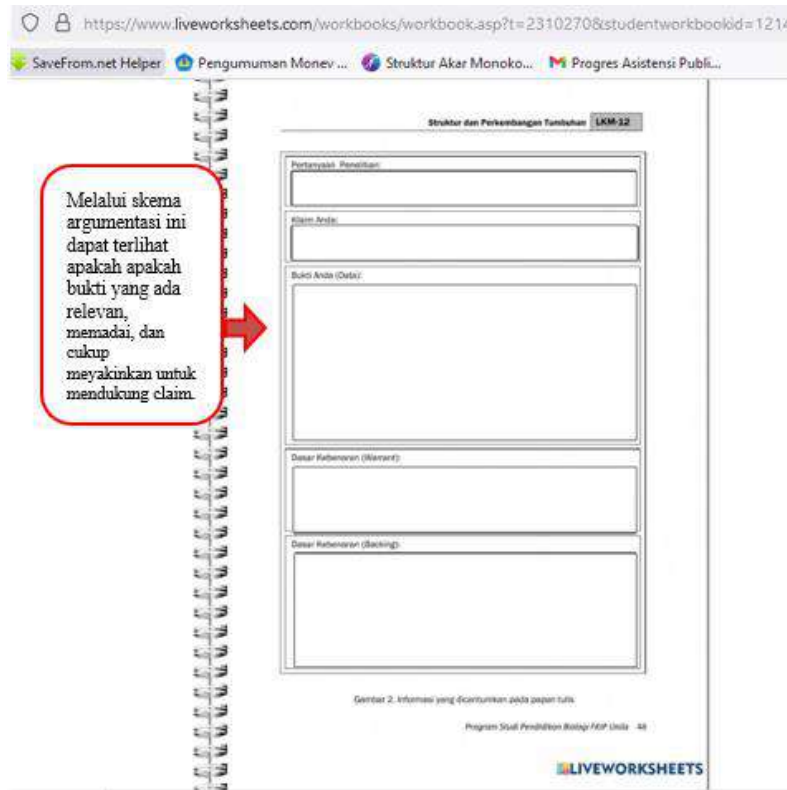 https://www.liveworksheets.com/workbooks/workbook.asp?t=2310270&studentworkbookid=1214
SaveFrom.net Helper Pengumuman Monev ... Struktur Akar Monoko... Progres Asistensi Publi...
Struktur dan Perkembangan Tumbuhan LKM-12
Pertanyaan Penelitian:
Klaim Anda:
Bukti Anda (Data):
Dasar Kebenaran (Warrant):
Dasar Kebenaran (Backing):
Melalui skema
argumentasi ini
dapat terlihat
apakah apakah
bukti yang ada
relevan,
memadai, dan
cukup
meyakinkan untuk
mendukung claim.
Gambar 2. Informasi yang dicantumkan pada papan tulis
Program Studi Pendidikan Biologi FKIP Unila 48
LIVEWORKSHEETS